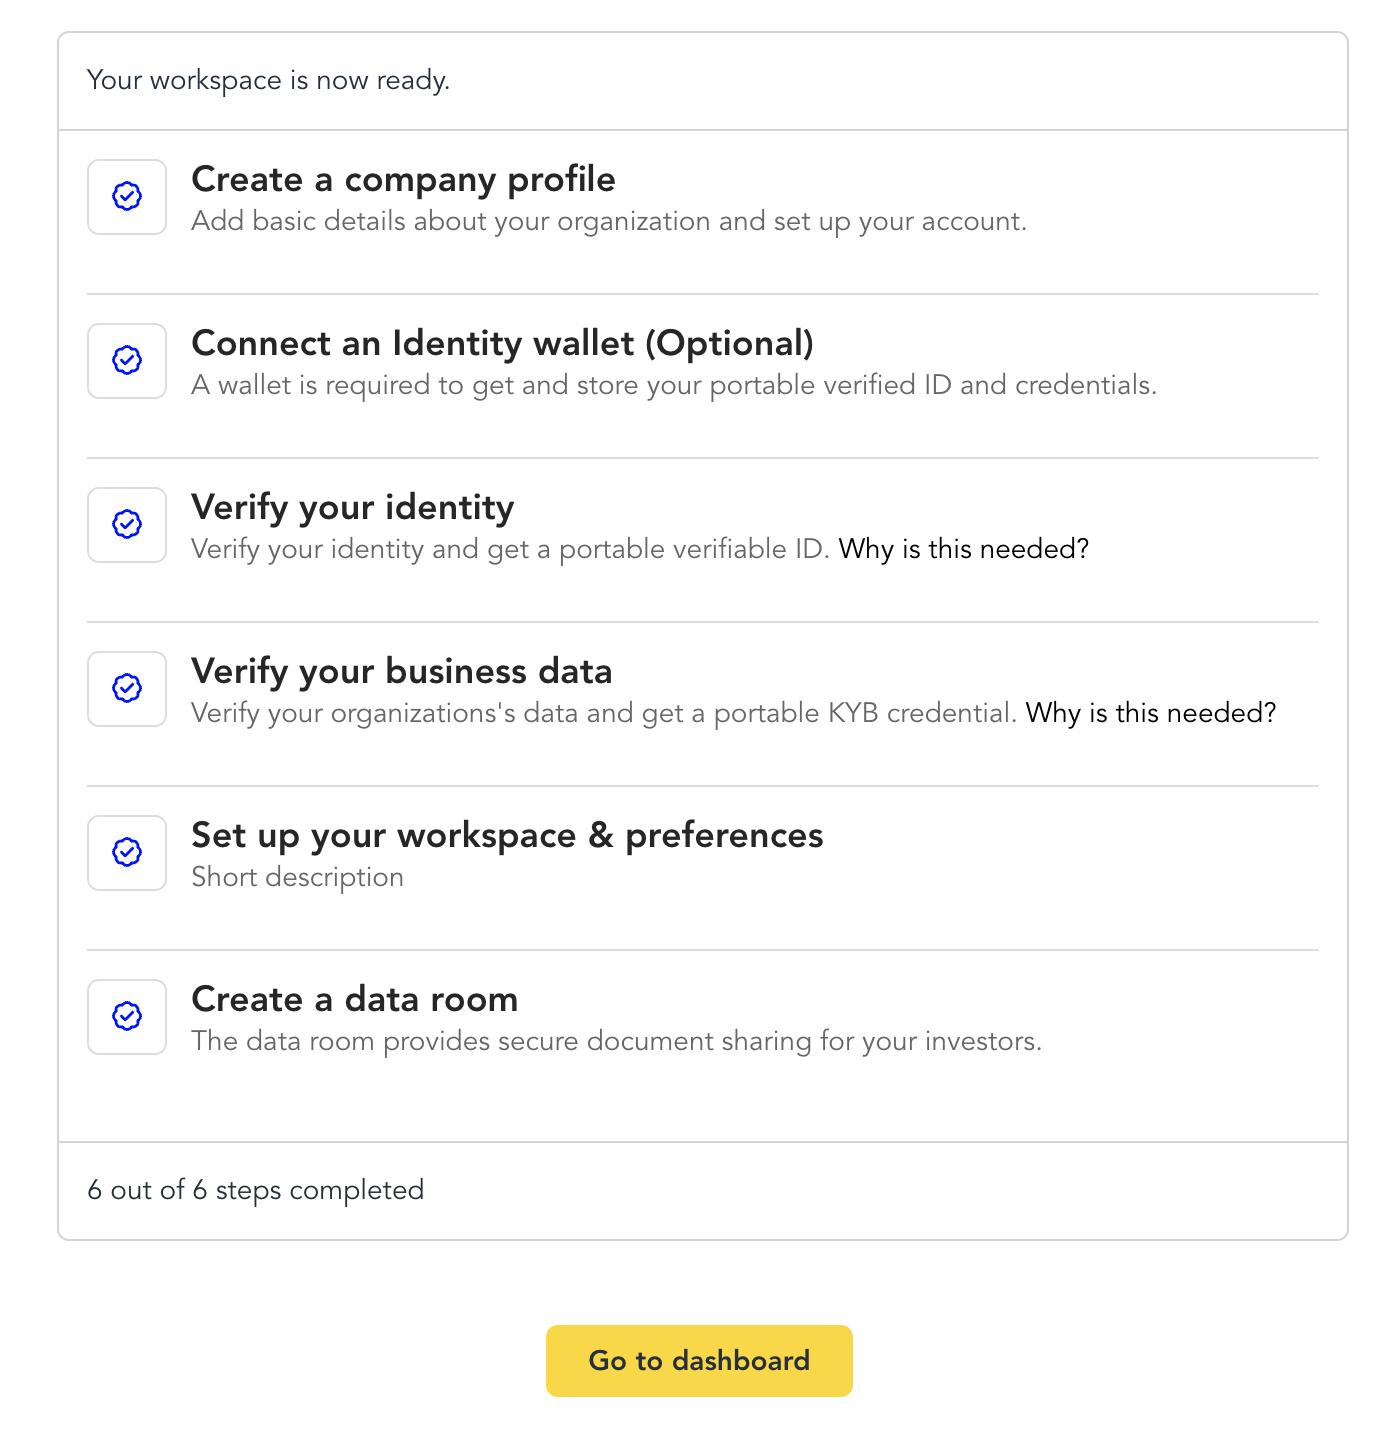 Your workspace is now ready.
Create a company profile
Add basic details about your organization and set up your account.
Connect an Identity wallet (Optional)
A wallet is required to get and store your portable verified ID and credentials.
Verify your identity
Verify your identity and get a portable verifiable ID. Why is this needed?
Verify your business data
Verify your organizations's data and get a portable KYB credential. Why is this needed?
Set up your workspace & preferences
Short description
Create a data room
The data room provides secure document sharing for your investors.
6 out of 6 steps completed
Go to dashboard